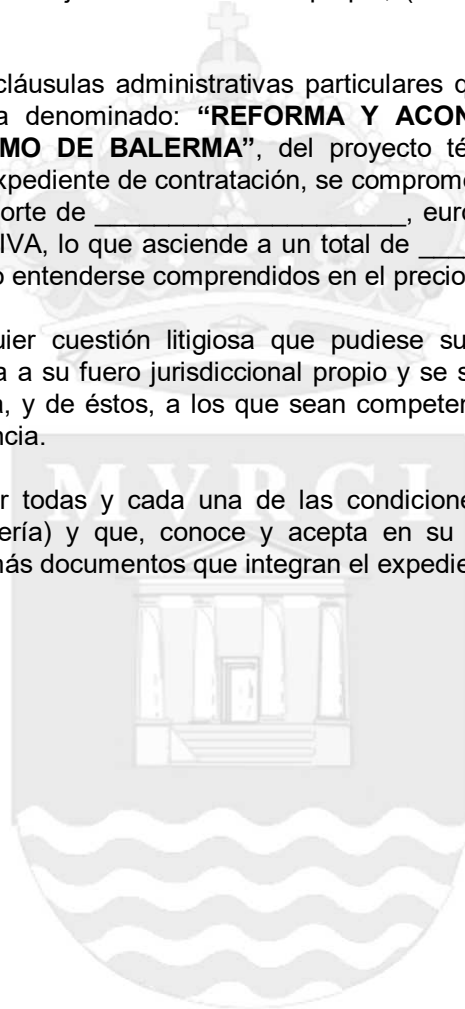 cláusulas administrativas particulares
a denominado: “REFORMA Y ACON
MO DE BALERMA”, del proyecto té
xpediente de contratación, se comprome
orte de ____________________, euro
IVA, lo que asciende a un total de ____
o entenderse comprendidos en el precio
uier cuestión litigiosa que pudiese su
a a su fuero jurisdiccional propio y se s
a, y de éstos, a los que sean competen
ncia.
MVRCI
r todas y cada una de las condicione
ería) y que, conoce y acepta en su
más documentos que integran el expedie